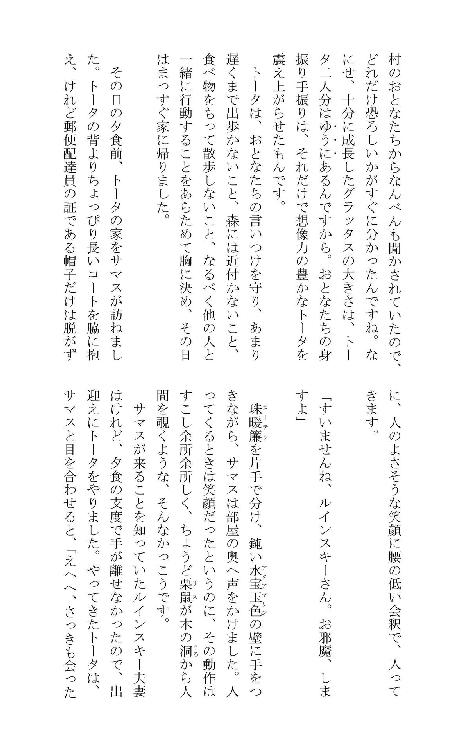 村のおとなたちからなんべんも聞かされていたので、
どれだけ恐ろしいかがすぐに分かったんですね。な
にせ、十分に成長したグラッタスの大きさは、トー
タ二人分はゆうにあるんですから。おとなたちの身
振り手振りは、それだけで想像力の豊かなトータを
震え上がらせたもんです。
トータは、おとなたちの言いつけを守り、あまり
遅くまで出歩かないこと、森には近付かないこと、
食べ物をもって散歩しないこと、なるべく他の人と
一緒に行動することをあらためて胸に決め、その日
はまっすぐ家に帰りました。
その日の夕食前、トータの家をサマスが訪ねまし
た。トータの背よりちょっぴり長いコートを脇に抱
え、けれど郵便配達員の証である帽子だけは脱がず
に、人のよさそうな笑顔に腰の低い会釈で、入って
きます。
「すいませんね、ルインスキーさん。お邪魔、しま
すよ」
珠暖簾を片手で分け、鈍い水宝玉色の壁に手をつ
きながら、サマスは部屋の奥へ声をかけました。入
ってくるときは笑顔だったというのに、その動作は
すこし余所余所しく、ちょうど栗鼠が木の洞から人
間を覗くような、そんなかっこうです。
サマスが来ることを知っていたルインスキー夫妻
はけれど、夕食の支度で手が離せなかったので、出
迎えにトータをやりました。やってきたトータは、
サマスと目を合わせると、「えへへ、さっきも会った